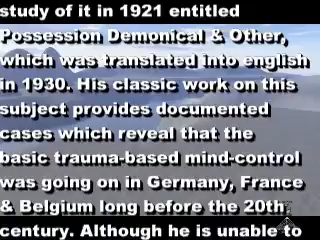 study of it in 1921 entitled
Possession Demonical & Other,
which was translated into english
in 1930. His classic work on this
subject provides documented
cases which reveal that the
basic trauma-based mind-control
was going on in Germany, France
& Belgium long before the 20th
century. Although he is unable to